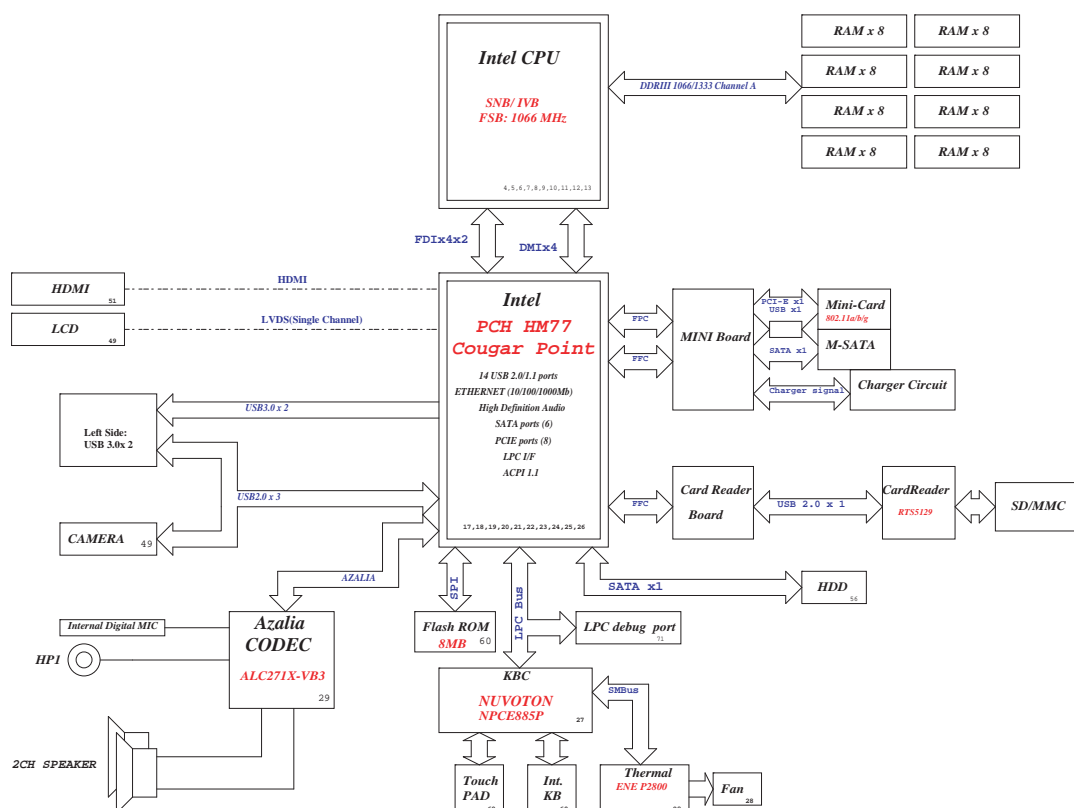 Intel CPU
SNB/ IVB
FSB: 1066 MHz
4,5,6,7,8,9,10,11,12,13
DDRIII 1066/1333 Channel A
RAM x 8
RAM x 8
RAM x 8
RAM x 8
RAM x 8
RAM x 8
RAM x 8
RAM x 8
FDIx4x2
DMIx4
HDMI
51
HDMI
LCD
49
LVDS(Single Channel)
Intel
PCH HM77
Cougar Point
14 USB 2.0/1.1 ports
ETHERNET (10/100/1000Mb)
High Definition Audio
SATA ports (6)
PCIE ports (8)
LPC I/F
ACPI 1.1
17,18,19,20,21,22,23,24,25,26
FPC
FFC
MINI Board
PCI-E x1
USB x1
SATA x1
Charger signal
Mini-Card
802.11a/b/g
M-SATA
Charger Circuit
Left Side:
USB 3.0x 2
USB3.0 x 2
USB2.0 x 3
CAMERA
49
FFC
Card Reader
Board
USB 2.0 x 1
CardReader
RTS5129
SD/MMC
AZALIA
SPI
LPC Bus
SATA x1
HDD
56
Internal Digital MIC
HP1
Azalia
CODEC
ALC271X-VB3
29
Flash ROM
8MB
60
LPC debug port
71
KBC
NUVOTON
NPCE885P
27
SMBus
2CH SPEAKER
Touch
PAD
Int.
KB
Thermal
ENE P2800
Fan
28